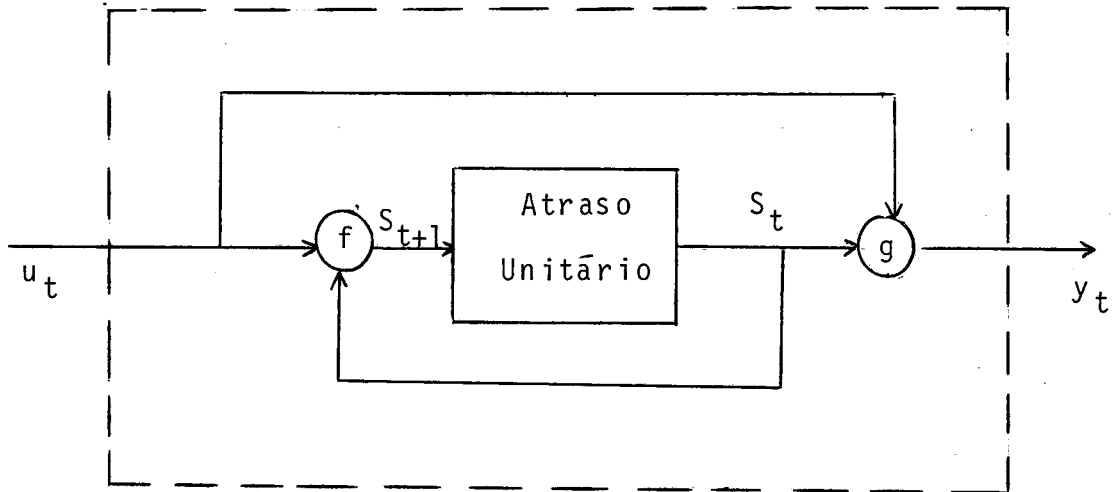 u_t
f
S_{t+1}
Atraso
Unitário
S_t
g
y_t